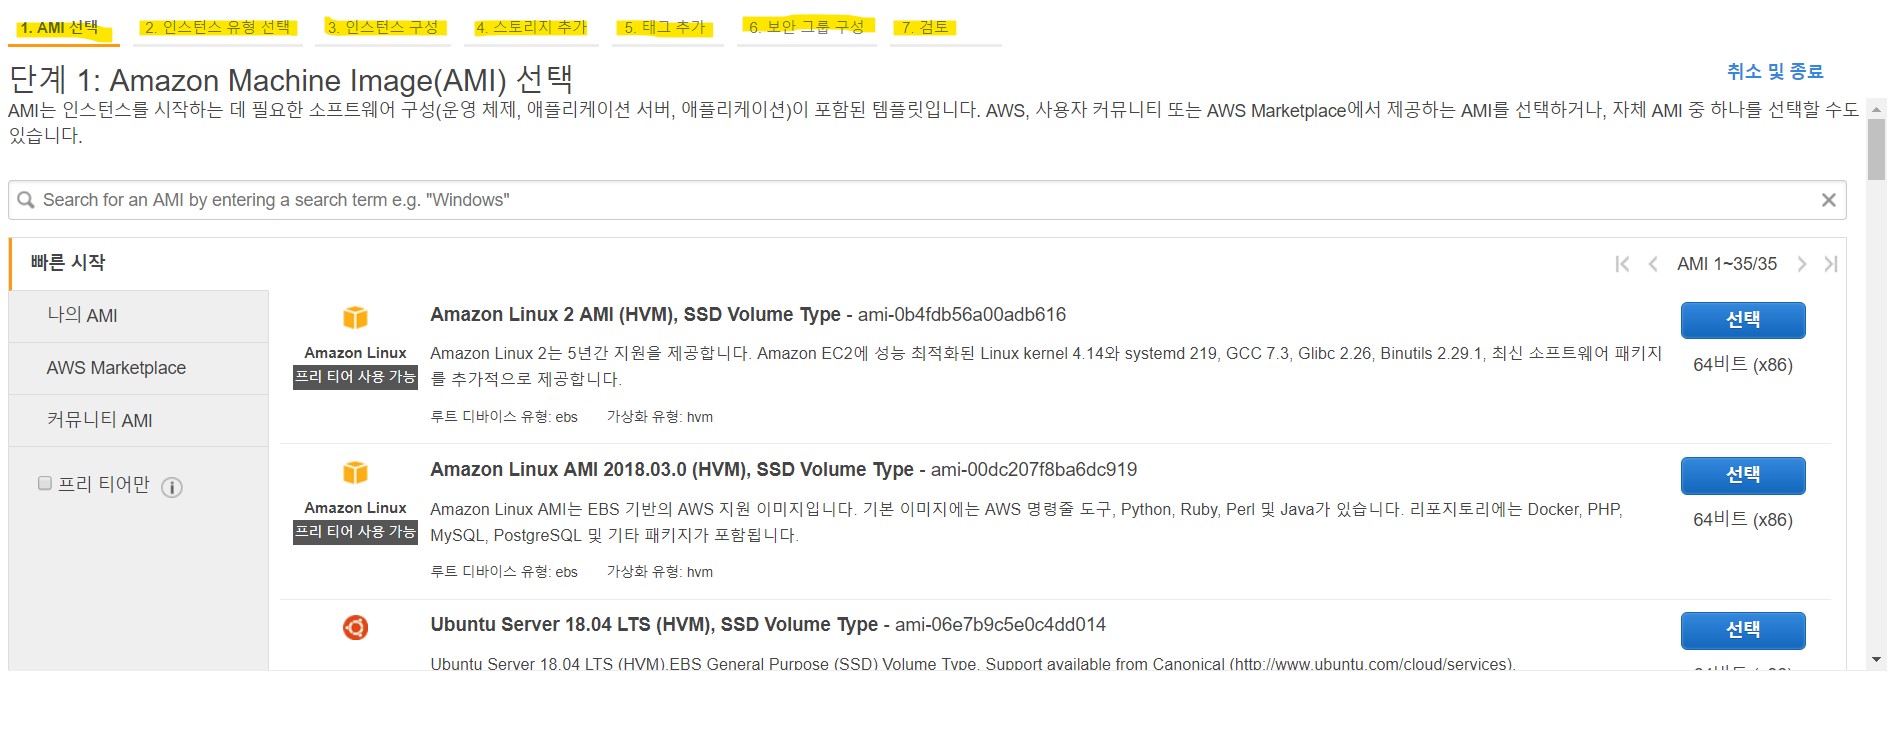 1. AMI 선택 2. 인스턴스 유형 선택 3. 인스턴스 구성 4. 스토리지 추가 5. 태그 추가 6. 보안 그룹 구성 7. 검토
단계 1: Amazon Machine Image(AMI) 선택
취소 및 종료
AMI는 인스턴스를 시작하는 데 필요한 소프트웨어 구성(운영 체제, 애플리케이션 서버, 애플리케이션)이 포함된 템플릿입니다. AWS, 사용자 커뮤니티 또는 AWS Marketplace에서 제공하는 AMI를 선택하거나, 자체 AMI 중 하나를 선택할 수도
있습니다.
Search for an AMI by entering a search term e.g. "Windows"
빠른 시작
AMI 1~35/35
나의 AMI
AWS Marketplace
커뮤니티 AMI
프리 티어만
Amazon Linux
프리 티어 사용 가능
Amazon Linux 2 AMI (HVM), SSD Volume Type - ami-0b4fdb56a00adb616
Amazon Linux 2는 5년간 지원을 제공합니다. Amazon EC2에 성능 최적화된 Linux kernel 4.14와 systemd 219, GCC 7.3, Glibc 2.26, Binutils 2.29.1, 최신 소프트웨어 패키지
를 추가적으로 제공합니다.
루트 디바이스 유형: ebs 가상화 유형: hvm
선택
64비트 (x86)
Amazon Linux
프리 티어 사용 가능
Amazon Linux AMI 2018.03.0 (HVM), SSD Volume Type - ami-00dc207f8ba6dc919
Amazon Linux AMI는 EBS 기반의 AWS 지원 이미지입니다. 기본 이미지에는 AWS 명령줄 도구, Python, Ruby, Perl 및 Java가 있습니다. 리포지토리에는 Docker, PHP,
MySQL, PostgreSQL 및 기타 패키지가 포함됩니다.
루트 디바이스 유형: ebs 가상화 유형: hvm
선택
64비트 (x86)
Ubuntu Server 18.04 LTS (HVM), SSD Volume Type - ami-06e7b9c5e0c4dd014
Ubuntu Server 18.04 LTS (HVM),EBS General Purpose (SSD) Volume Type. Support available from Canonical (http://www.ubuntu.com/cloud/services).
선택